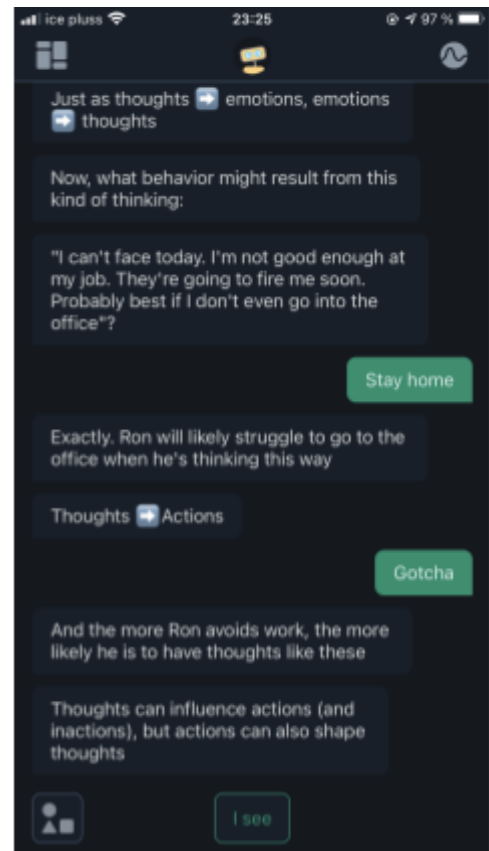 ice pluss 23:25 97 %
Just as thoughts ➡️ emotions, emotions
➡️ thoughts
Now, what behavior might result from this
kind of thinking:
"I can't face today. I'm not good enough at
my job. They're going to fire me soon.
Probably best if I don't even go into the
office"?
Stay home
Exactly. Ron will likely struggle to go to the
office when he's thinking this way
Thoughts ➡️ Actions
Gotcha
And the more Ron avoids work, the more
likely he is to have thoughts like these
Thoughts can influence actions (and
inactions), but actions can also shape
thoughts
I see